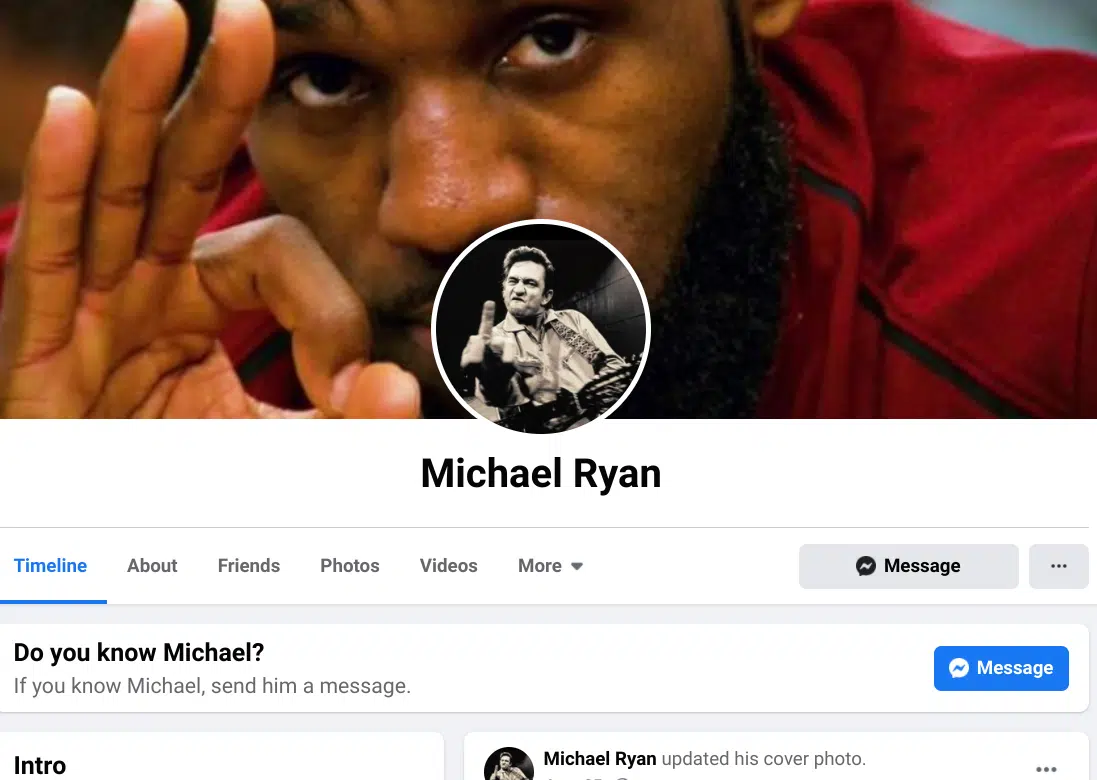 Michael Ryan
Timeline About Friends Photos Videos More Message
Do you know Michael?
If you know Michael, send him a message.
Message
Intro
Michael Ryan updated his cover photo.